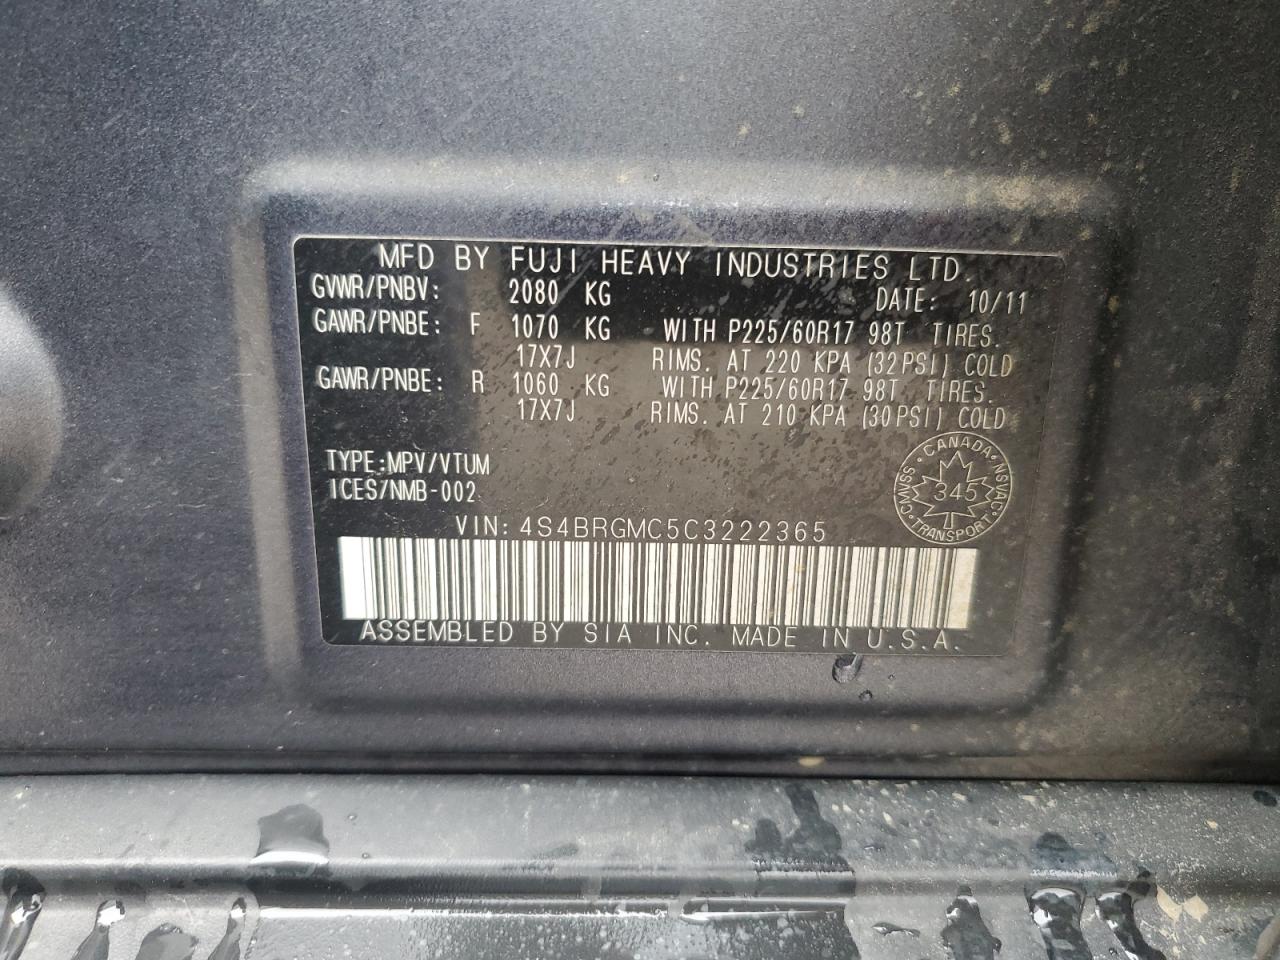 MFD BY FUJI HEAVY INDUSTRIES LTD.
GVWR/PNBV: 2080 KG DATE: 10/11
GAWR/PNBE: F 1070 KG WITH P225/60R17 98T TIRES.
17X7J RIMS. AT 220 KPA (32PSI) COLD
GAWR/PNBE: R 1060 KG WITH P225/60R17 98T TIRES.
17X7J RIMS. AT 210 KPA (30PSI) COLD
TYPE:MPV/VTUM
ICES/NMB-002
CANADA
CMVSS 345 NSVAC
TRANSPORT
VIN: 4S4BRGMC5C3222365
ASSEMBLED BY SIA INC. MADE IN U.S.A.